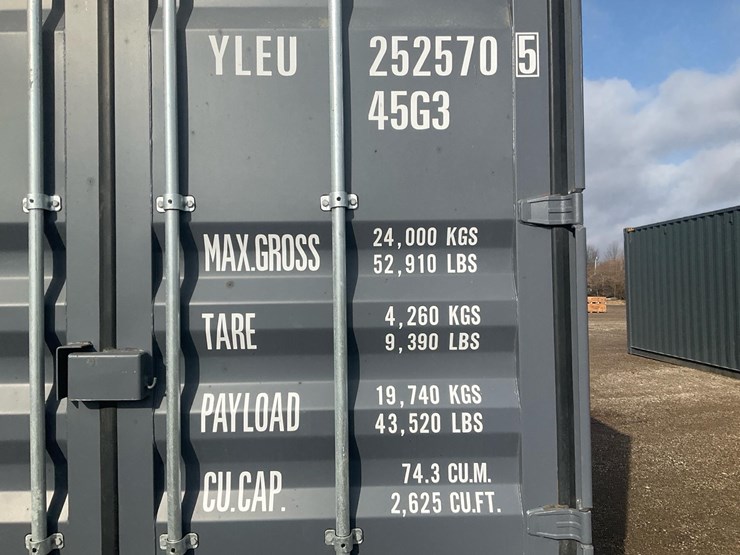 YLEU 252570 5
45G3
MAX.GROSS 24,000 KGS
52,910 LBS
TARE 4,260 KGS
9,390 LBS
PAYLOAD 19,740 KGS
43,520 LBS
CU.CAP. 74.3 CU.M.
2,625 CU.FT.